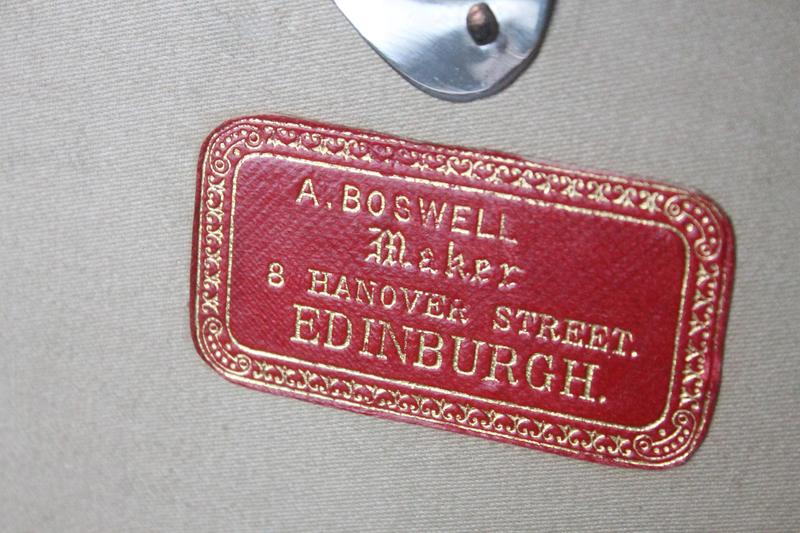 A. BOSWELL
Maker
8 HANOVER STREET.
EDINBURGH.